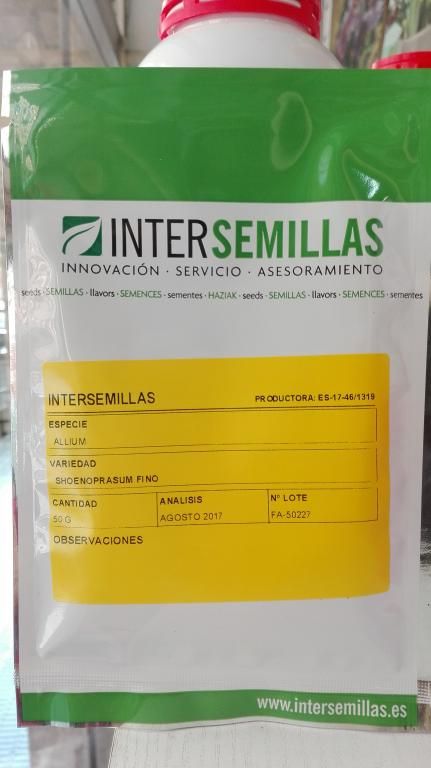 INTERSEMILLAS
INNOVACIÓN · SERVICIO · ASESORAMIENTO
seeds · SEMILLAS · llavors · SEMENCES · sementes · HAZIAK · seeds · SEMILLAS · llavors · SEMENCES · sementes
INTERSEMILLAS PRODUCTORA: ES-17-46/1319
ESPECIE
ALLIUM
VARIEDAD
SHOENOPRASUM FINO
CANTIDAD ANALISIS Nº LOTE
50 G AGOSTO 2017 FA-50227
OBSERVACIONES
www.intersemillas.es